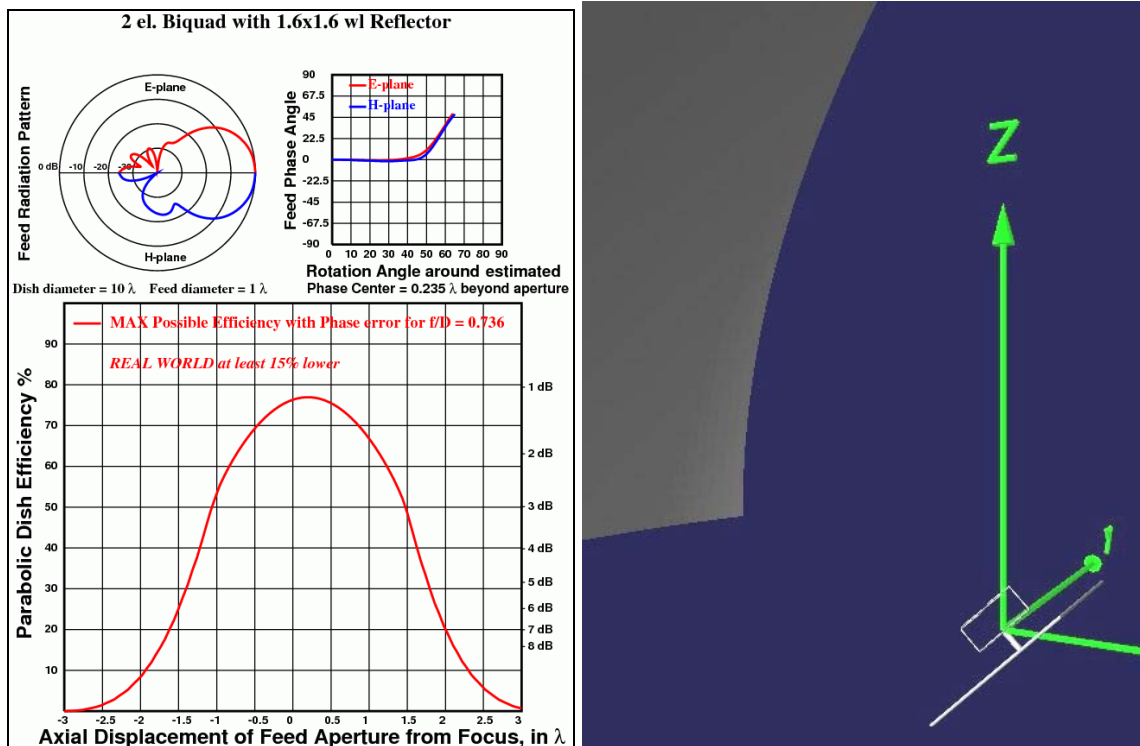 2 el. Biquad with 1.6x1.6 wl Reflector
Feed Radiation Pattern
E-plane
0 dB -10 -20 -30
H-plane
Feed Phase Angle
90
67.5
45
22.5
0
-22.5
-45
-67.5
-90
E-plane
H-plane
0 10 20 30 40 50 60 70 80 90
Rotation Angle around estimated
Phase Center = 0.235 λ beyond aperture
Dish diameter = 10 λ Feed diameter = 1 λ
MAX Possible Efficiency with Phase error for f/D = 0.736
REAL WORLD at least 15% lower
Parabolic Dish Efficiency %
90
80
70
60
50
40
30
20
10
1 dB
2 dB
3 dB
4 dB
5 dB
6 dB
7 dB
8 dB
-3 -2.5 -2 -1.5 -1 -0.5 0 0.5 1 1.5 2 2.5 3
Axial Displacement of Feed Aperture from Focus, in λ
Z